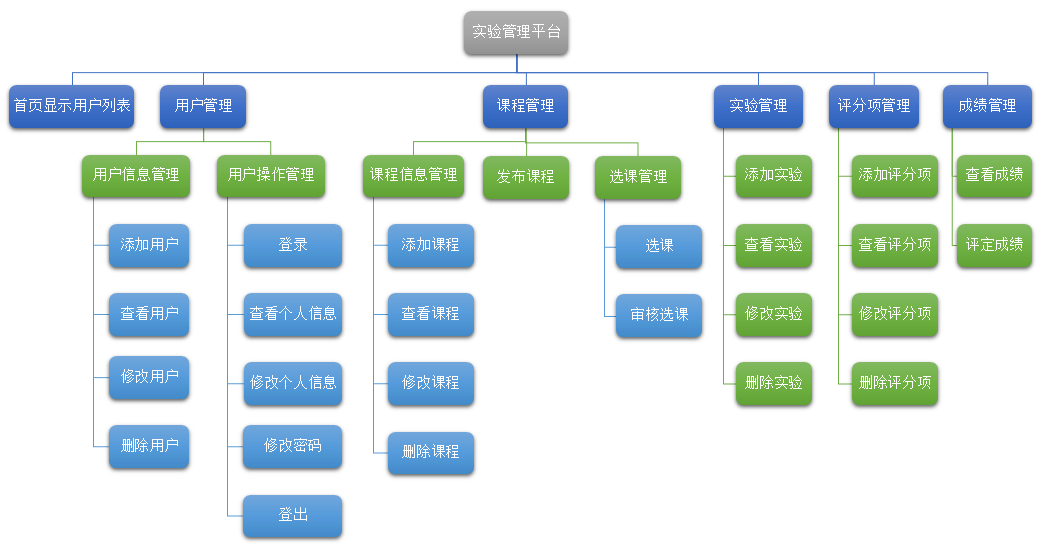 实验管理平台
首页显示用户列表
用户管理
课程管理
实验管理
评分项管理
成绩管理
用户信息管理
用户操作管理
课程信息管理
发布课程
选课管理
添加实验
添加评分项
查看成绩
添加用户
登录
添加课程
选课
查看实验
查看评分项
评定成绩
查看用户
查看个人信息
查看课程
审核选课
修改实验
修改评分项
修改用户
修改个人信息
修改课程
删除实验
删除评分项
删除用户
修改密码
删除课程
登出